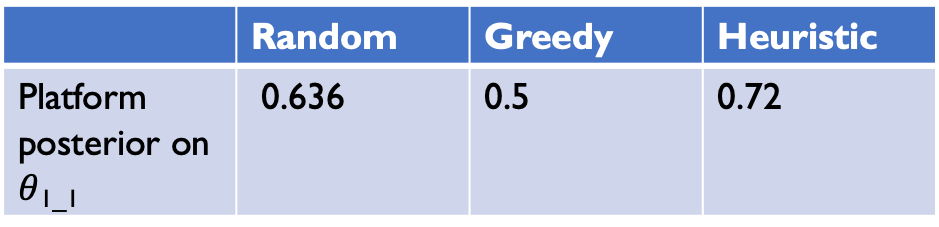 Random Greedy Heuristic
Platform 0.636 0.5 0.72
posterior on
θ1_1